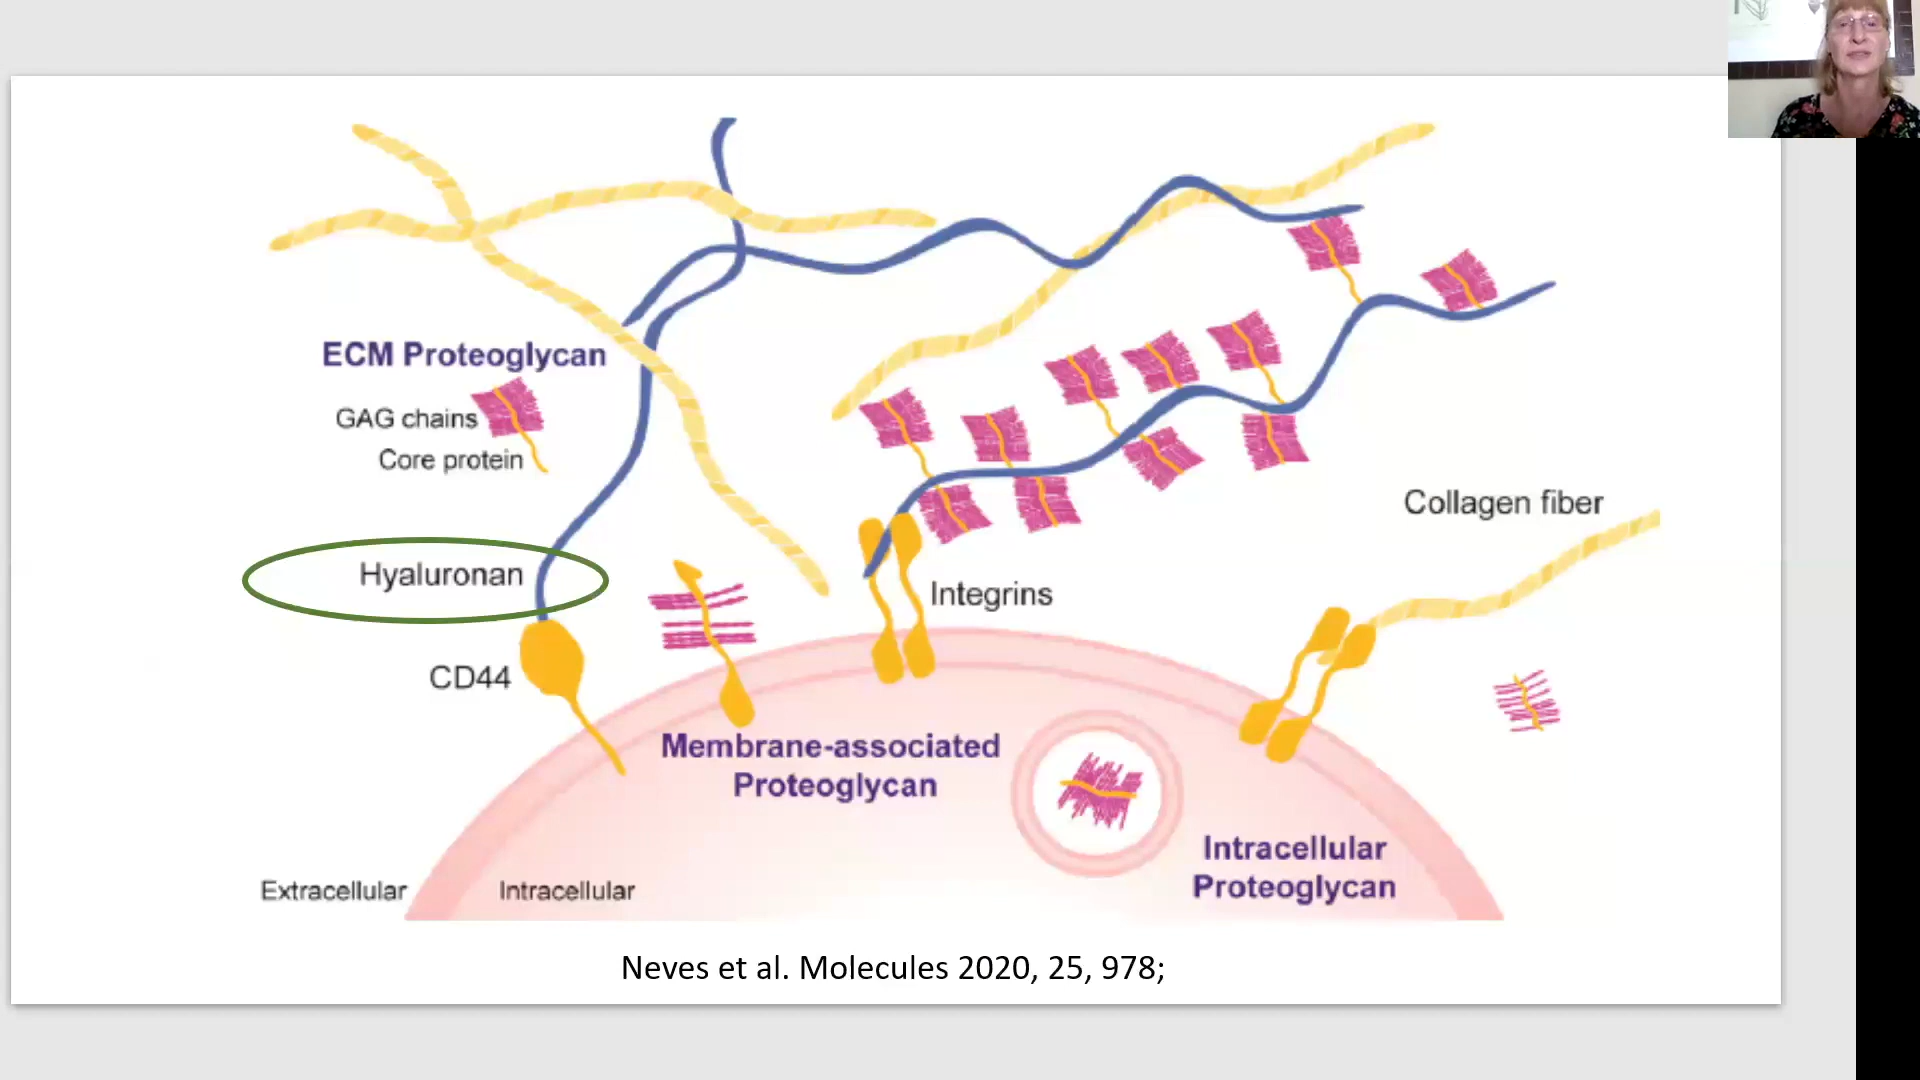 ECM Proteoglycan
GAG chains
Core protein
Collagen fiber
Hyaluronan
Integrins
CD44
Membrane-associated
Proteoglycan
Intracellular
Proteoglycan
Extracellular
Intracellular
Neves et al. Molecules 2020, 25, 978;